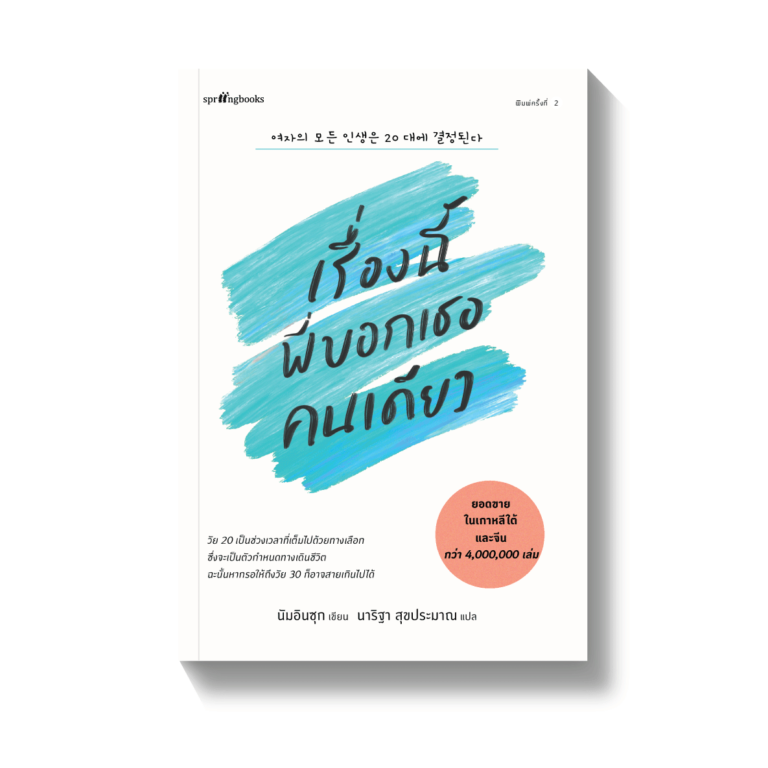 spriingbooks
พิมพ์ครั้งที่ 2
여자의 모든 인생은 20대에 결정된다
เรื่องนี้
พี่บอกเธอ
คนเดียว
ยอดขาย
ในเกาหลีใต้
และจีน
กว่า 4,000,000 เล่ม
วัย 20 เป็นช่วงเวลาที่เต็มไปด้วยทางเลือก
ซึ่งจะเป็นตัวกำหนดทางเดินชีวิต
ฉะนั้นหากรอให้ถึงวัย 30 ก็อาจสายเกินไปได้
นัมอินซุก เขียน นาริฐา สุขประมาณ แปล